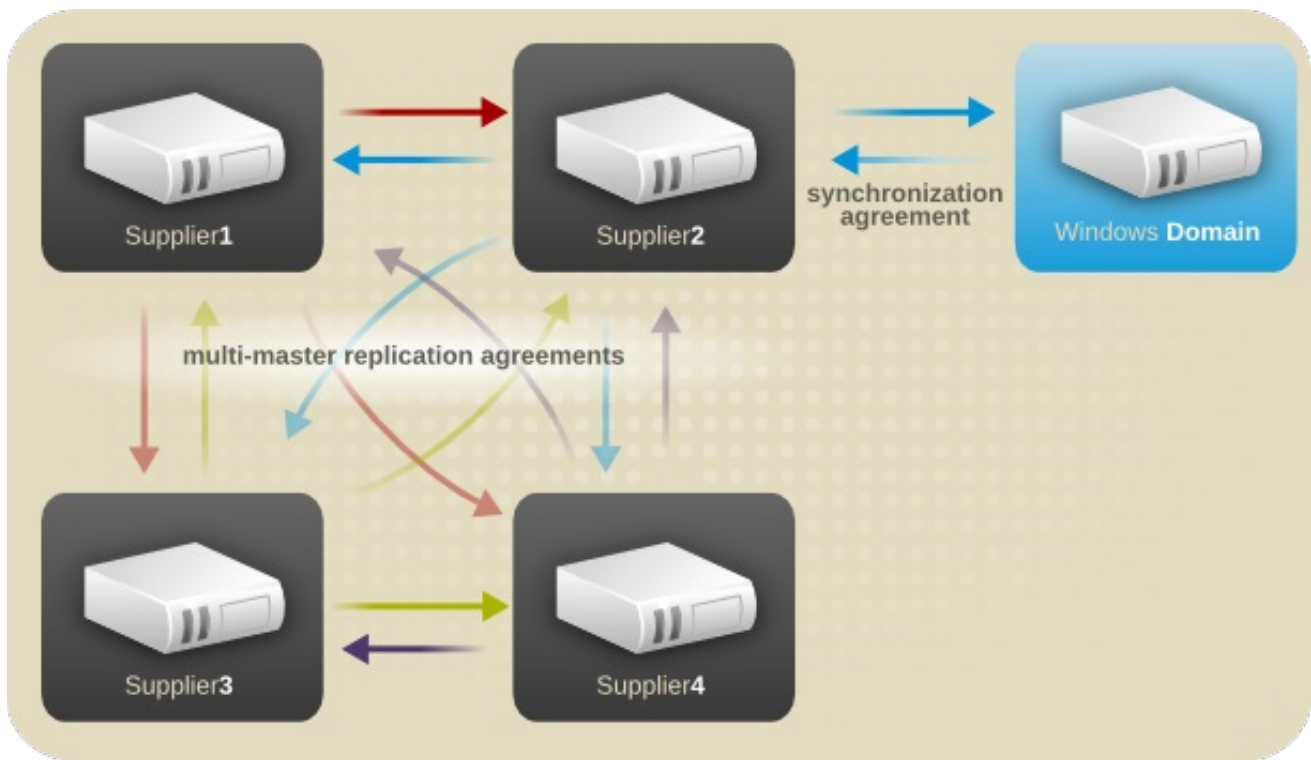 Supplier1
Supplier2
synchronization
agreement
Windows Domain
multi-master replication agreements
Supplier3
Supplier4